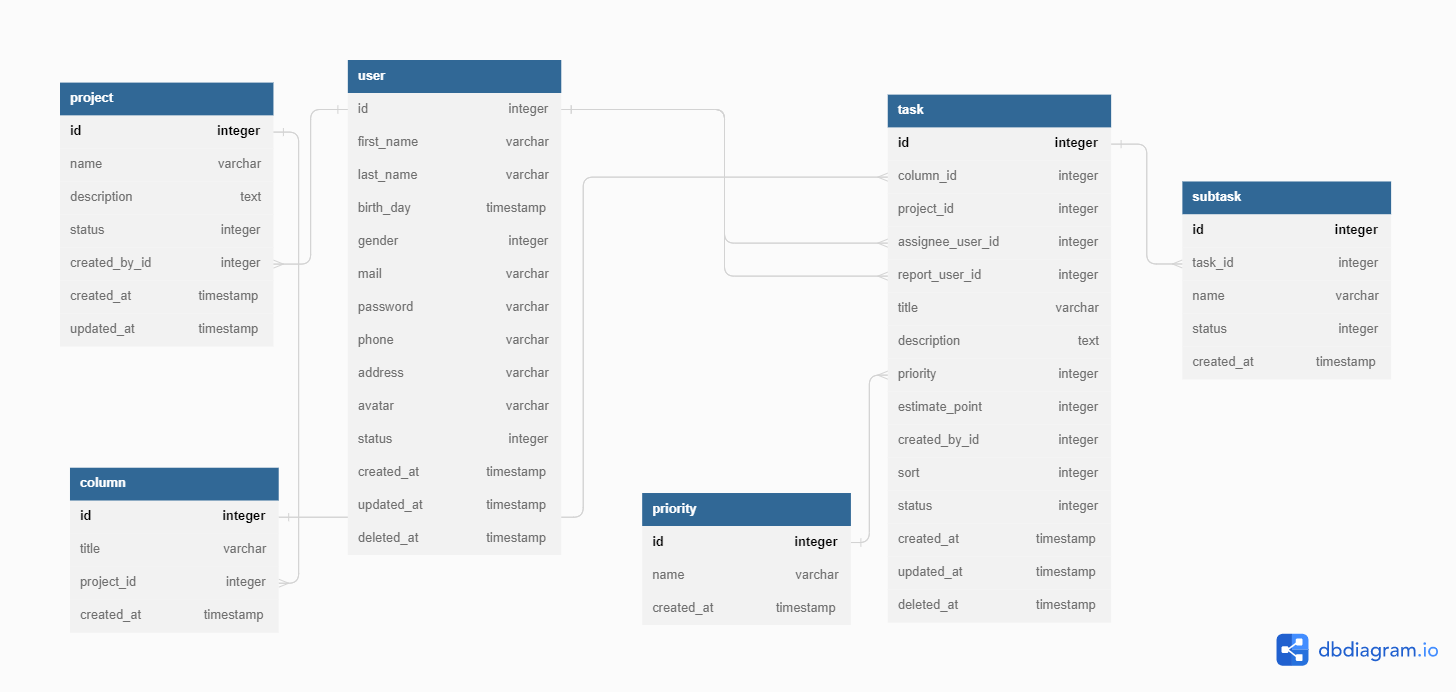 project
id integer
name varchar
description text
status integer
created_by_id integer
created_at timestamp
updated_at timestamp
user
id integer
first_name varchar
last_name varchar
birth_day timestamp
gender integer
mail varchar
password varchar
phone varchar
address varchar
avatar varchar
status integer
created_at timestamp
updated_at timestamp
deleted_at timestamp
task
id integer
column_id integer
project_id integer
assignee_user_id integer
report_user_id integer
title varchar
description text
priority integer
estimate_point integer
created_by_id integer
sort integer
status integer
created_at timestamp
updated_at timestamp
deleted_at timestamp
subtask
id integer
task_id integer
name varchar
status integer
created_at timestamp
column
id integer
title varchar
project_id integer
created_at timestamp
priority
id integer
name varchar
created_at timestamp
dbdiagram.io